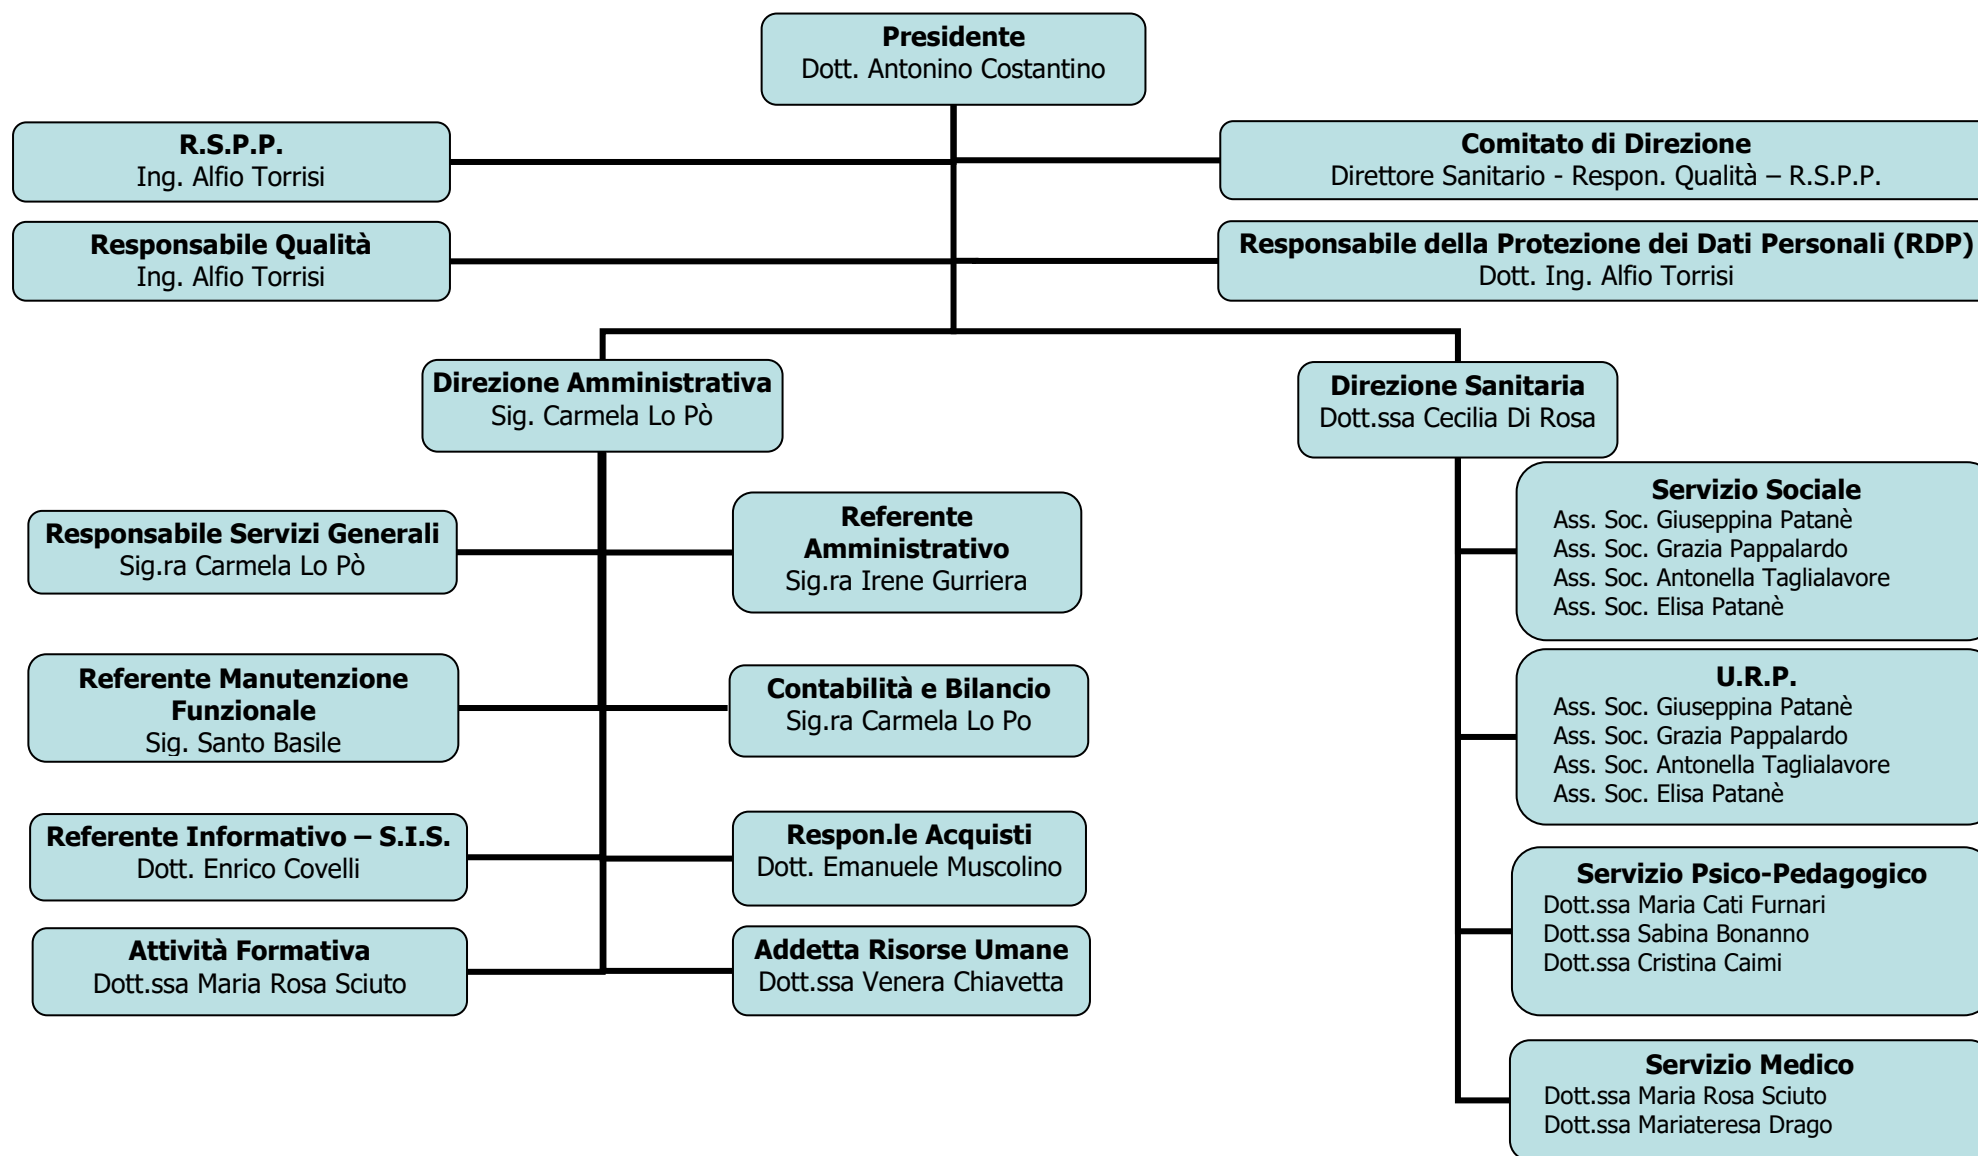 Presidente
Dott. Antonino Costantino
R.S.P.P.
Ing. Alfio Torrisi
Comitato di Direzione
Direttore Sanitario - Respon. Qualità – R.S.P.P.
Responsabile Qualità
Ing. Alfio Torrisi
Responsabile della Protezione dei Dati Personali (RDP)
Dott. Ing. Alfio Torrisi
Direzione Amministrativa
Sig. Carmela Lo Pò
Direzione Sanitaria
Dott.ssa Cecilia Di Rosa
Responsabile Servizi Generali
Sig.ra Carmela Lo Pò
Referente
Amministrativo
Sig.ra Irene Gurriera
Referente Manutenzione
Funzionale
Sig. Santo Basile
Contabilità e Bilancio
Sig.ra Carmela Lo Po
Referente Informativo – S.I.S.
Dott. Enrico Covelli
Respon.le Acquisti
Dott. Emanuele Muscolino
Attività Formativa
Dott.ssa Maria Rosa Sciuto
Addetta Risorse Umane
Dott.ssa Venera Chiavetta
Servizio Sociale
Ass. Soc. Giuseppina Patanè
Ass. Soc. Grazia Pappalardo
Ass. Soc. Antonella Taglialavore
Ass. Soc. Elisa Patanè
U.R.P.
Ass. Soc. Giuseppina Patanè
Ass. Soc. Grazia Pappalardo
Ass. Soc. Antonella Taglialavore
Ass. Soc. Elisa Patanè
Servizio Psico-Pedagogico
Dott.ssa Maria Cati Furnari
Dott.ssa Sabina Bonanno
Dott.ssa Cristina Caimi
Servizio Medico
Dott.ssa Maria Rosa Sciuto
Dott.ssa Mariateresa Drago